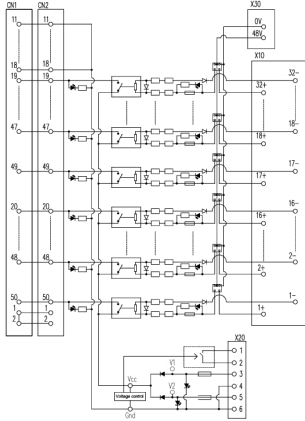 CN1 CN2 X30
11 11 0V
48V
X10
18 18
19 19 32- 32+
47 47 18- 18+
49 49 17- 17+
20 20 16- 16+
48 48 2- 2+
50 50 1- 1+
1 1
2 2
X20
1
2
V1 3
Vcc 4
Voltage control V2 5
Gnd 6